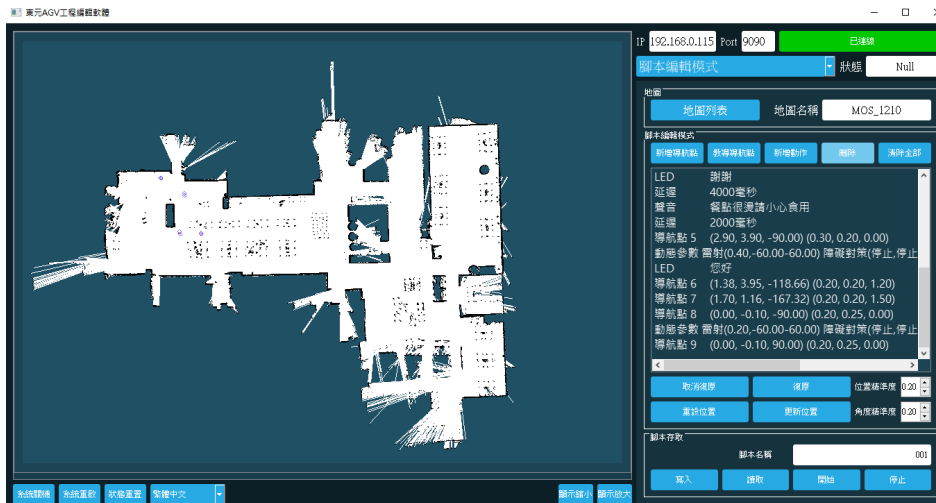 東元AGV工程編輯軟體
IP 192.168.0.115 Port 9090 已連線
腳本編輯模式 狀態 Null
地圖
地圖列表 地圖名稱 MOS_1210
腳本編輯模式
新增導航點 教導導航點 新增動作 刪除 清除全部
LED 謝謝
延遲 4000毫秒
聲音 餐點很燙請小心食用
延遲 2000毫秒
導航點 5 (2.90, 3.90, -90.00) (0.30, 0.20, 0.00)
動態參數 雷射(0.40,-60.00-60.00) 障礙對策(停止,停止
LED 您好
導航點 6 (1.38, 3.95, -118.66) (0.20, 0.20, 1.20)
導航點 7 (1.70, 1.16, -167.32) (0.20, 0.20, 1.50)
導航點 8 (0.00, -0.10, -90.00) (0.20, 0.25, 0.00)
動態參數 雷射(0.20,-60.00-60.00) 障礙對策(停止,停止
導航點 9 (0.00, -0.10, 90.00) (0.20, 0.25, 0.00)
取消復原 復原 位置精準度 0.20
重設位置 更新位置 角度精準度 0.20
腳本存取
腳本名稱 001
寫入 讀取 開始 停止
系統關機 系統重啟 狀態重置 繁體中文 顯示縮小 顯示放大